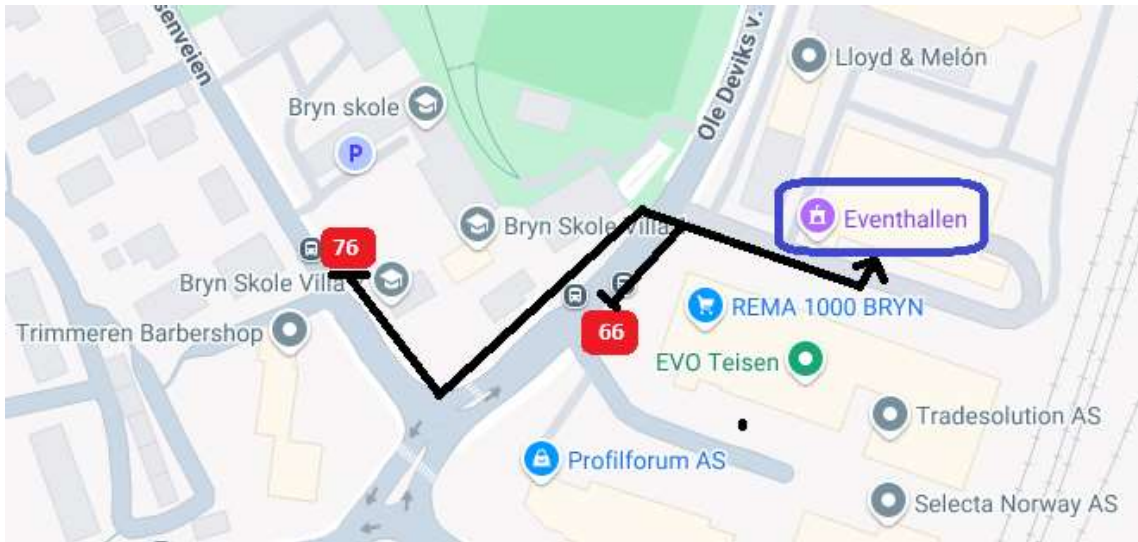 senveien
Ole Deviks v.
Lloyd & Melón
Bryn skole
P
Eventhallen
Bryn Skole Villa
76
Bryn Skole Villa
REMA 1000 BRYN
Trimmeren Barbershop
66
EVO Teisen
Tradesolution AS
Profilforum AS
Selecta Norway AS